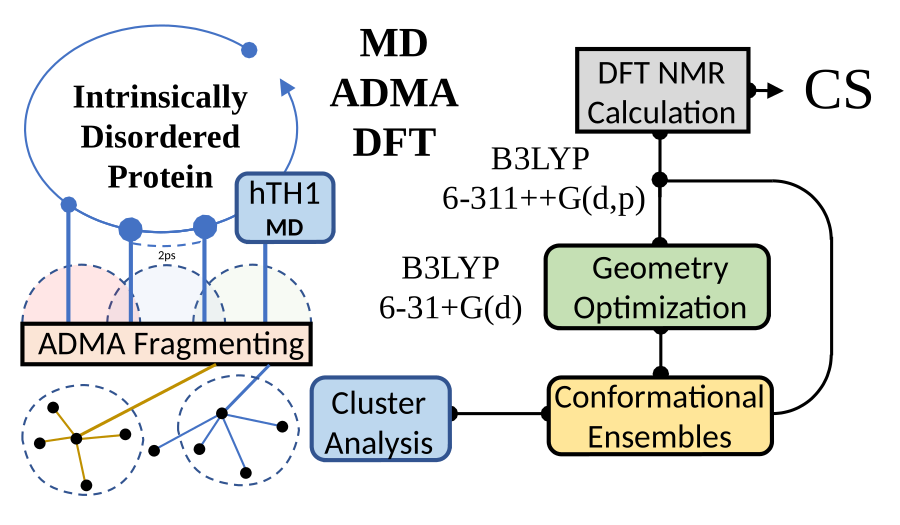 Intrinsically
Disordered
Protein
hTH1
MD
2ps
ADMA Fragmenting
MD
ADMA
DFT
DFT NMR
Calculation
CS
B3LYP
6-311++G(d,p)
B3LYP
6-31+G(d)
Geometry
Optimization
Cluster
Analysis
Conformational
Ensembles